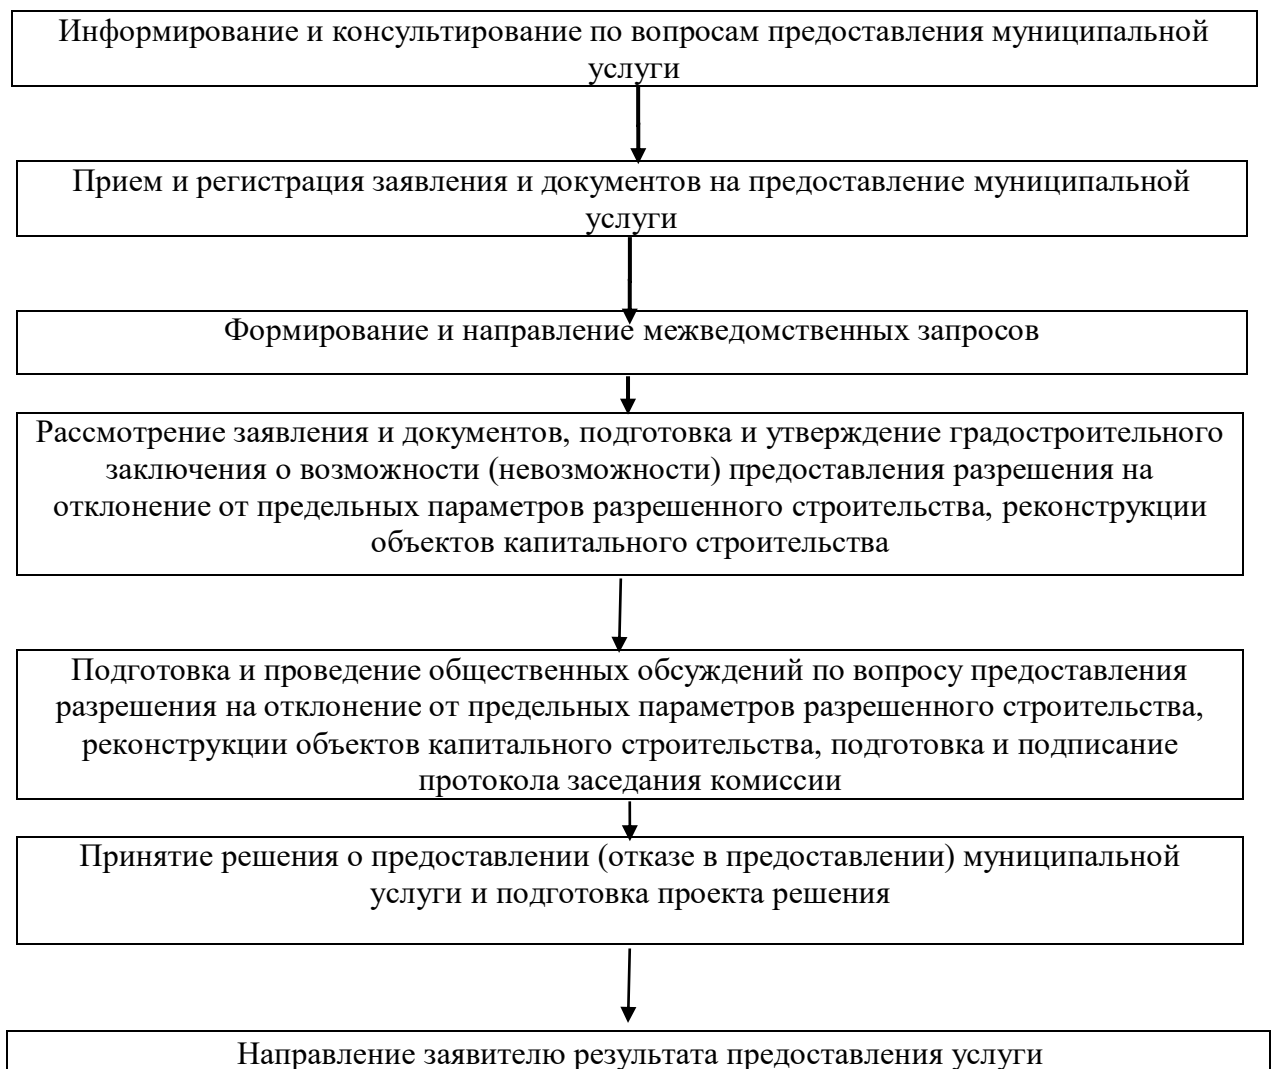 Информирование и консультирование по вопросам предоставления муниципальной
услуги
Прием и регистрация заявления и документов на предоставление муниципальной
услуги
Формирование и направление межведомственных запросов
Рассмотрение заявления и документов, подготовка и утверждение градостроительного
заключения о возможности (невозможности) предоставления разрешения на
отклонение от предельных параметров разрешенного строительства, реконструкции
объектов капитального строительства
Подготовка и проведение общественных обсуждений по вопросу предоставления
разрешения на отклонение от предельных параметров разрешенного строительства,
реконструкции объектов капитального строительства, подготовка и подписание
протокола заседания комиссии
Принятие решения о предоставлении (отказе в предоставлении) муниципальной
услуги и подготовка проекта решения
Направление заявителю результата предоставления услуги